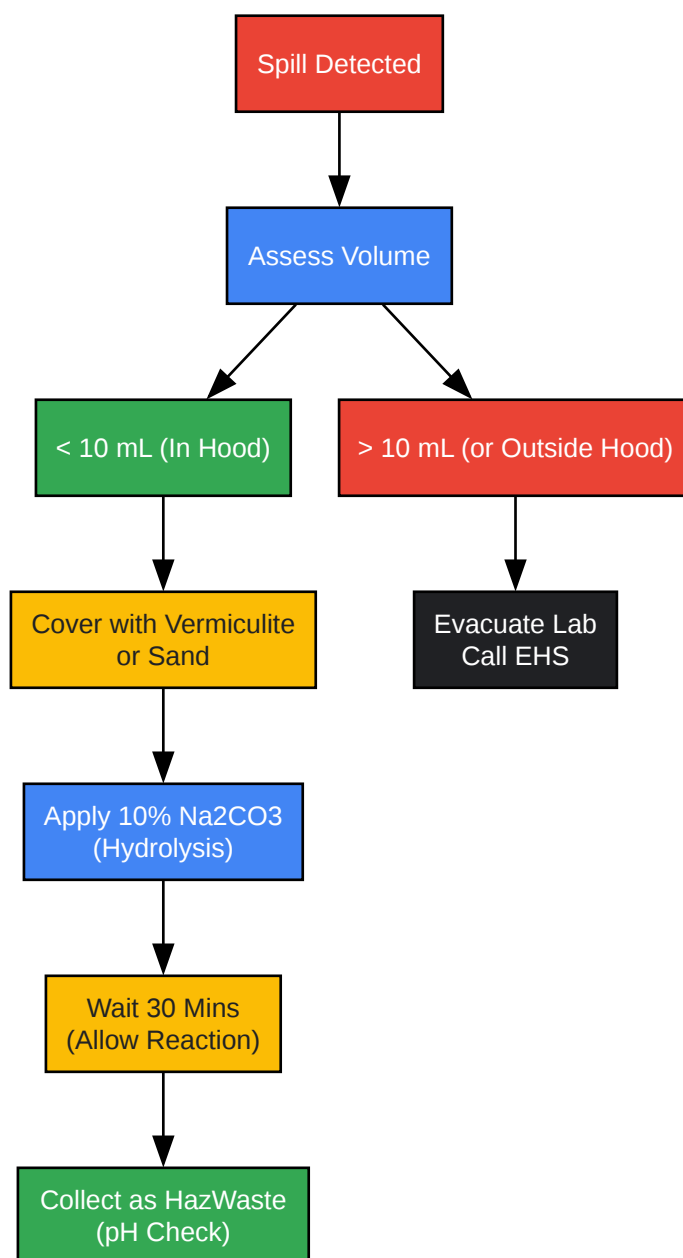 Spill Detected
Assess Volume
< 10 mL (In Hood)
> 10 mL (or Outside Hood)
Cover with Vermiculite
or Sand
Evacuate Lab
Call EHS
Apply 10% Na2CO3
(Hydrolysis)
Wait 30 Mins
(Allow Reaction)
Collect as HazWaste
(pH Check)